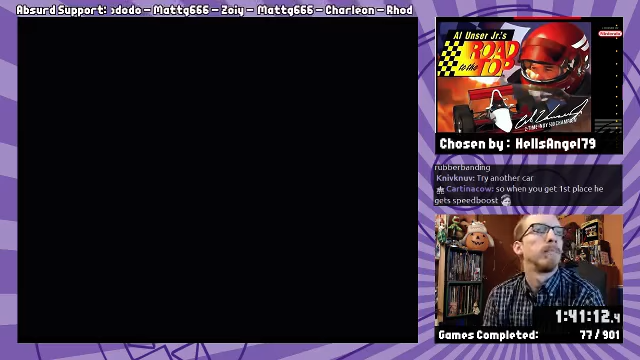 Absurd Support: dodo - Mattg666 - Zoiy - Mattg666 - Charleon - Rhod
Al Unser Jr.'s
ROAD
to the
TOP
Nintendo
Chosen by : HellsAngel79
rubberbanding
Knivknuv: Try another car
Cartinacow: so when you get 1st place he
gets speedboost
1:41:12.4
Games Completed: 77 / 901